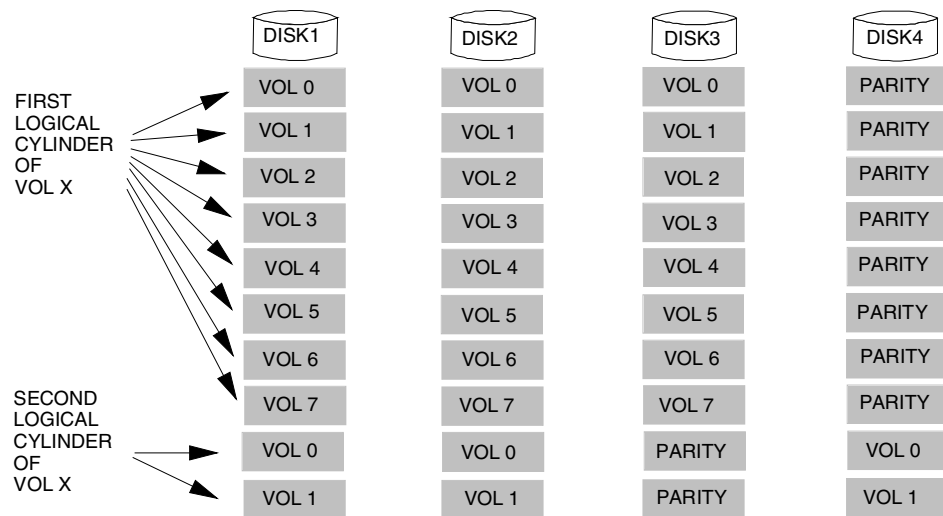 DISK1 DISK2 DISK3 DISK4
VOL 0 VOL 0 VOL 0 PARITY
FIRST
LOGICAL
CYLINDER
OF
VOL X
VOL 1 VOL 1 VOL 1 PARITY
VOL 2 VOL 2 VOL 2 PARITY
VOL 3 VOL 3 VOL 3 PARITY
VOL 4 VOL 4 VOL 4 PARITY
VOL 5 VOL 5 VOL 5 PARITY
VOL 6 VOL 6 VOL 6 PARITY
VOL 7 VOL 7 VOL 7 PARITY
SECOND
LOGICAL
CYLINDER
OF
VOL X
VOL 0 VOL 0 PARITY VOL 0
VOL 1 VOL 1 PARITY VOL 1